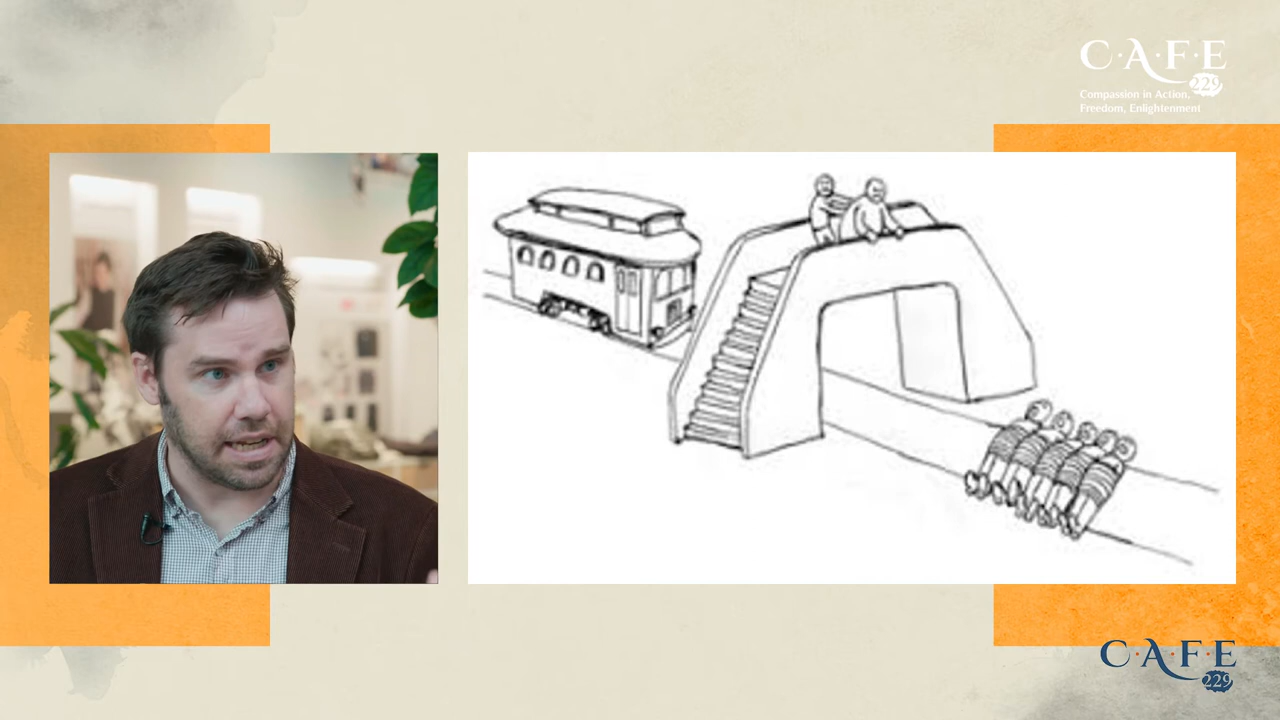 C·A·F·E
229
Compassion in Action,
Freedom, Enlightenment
C·A·F·E
229